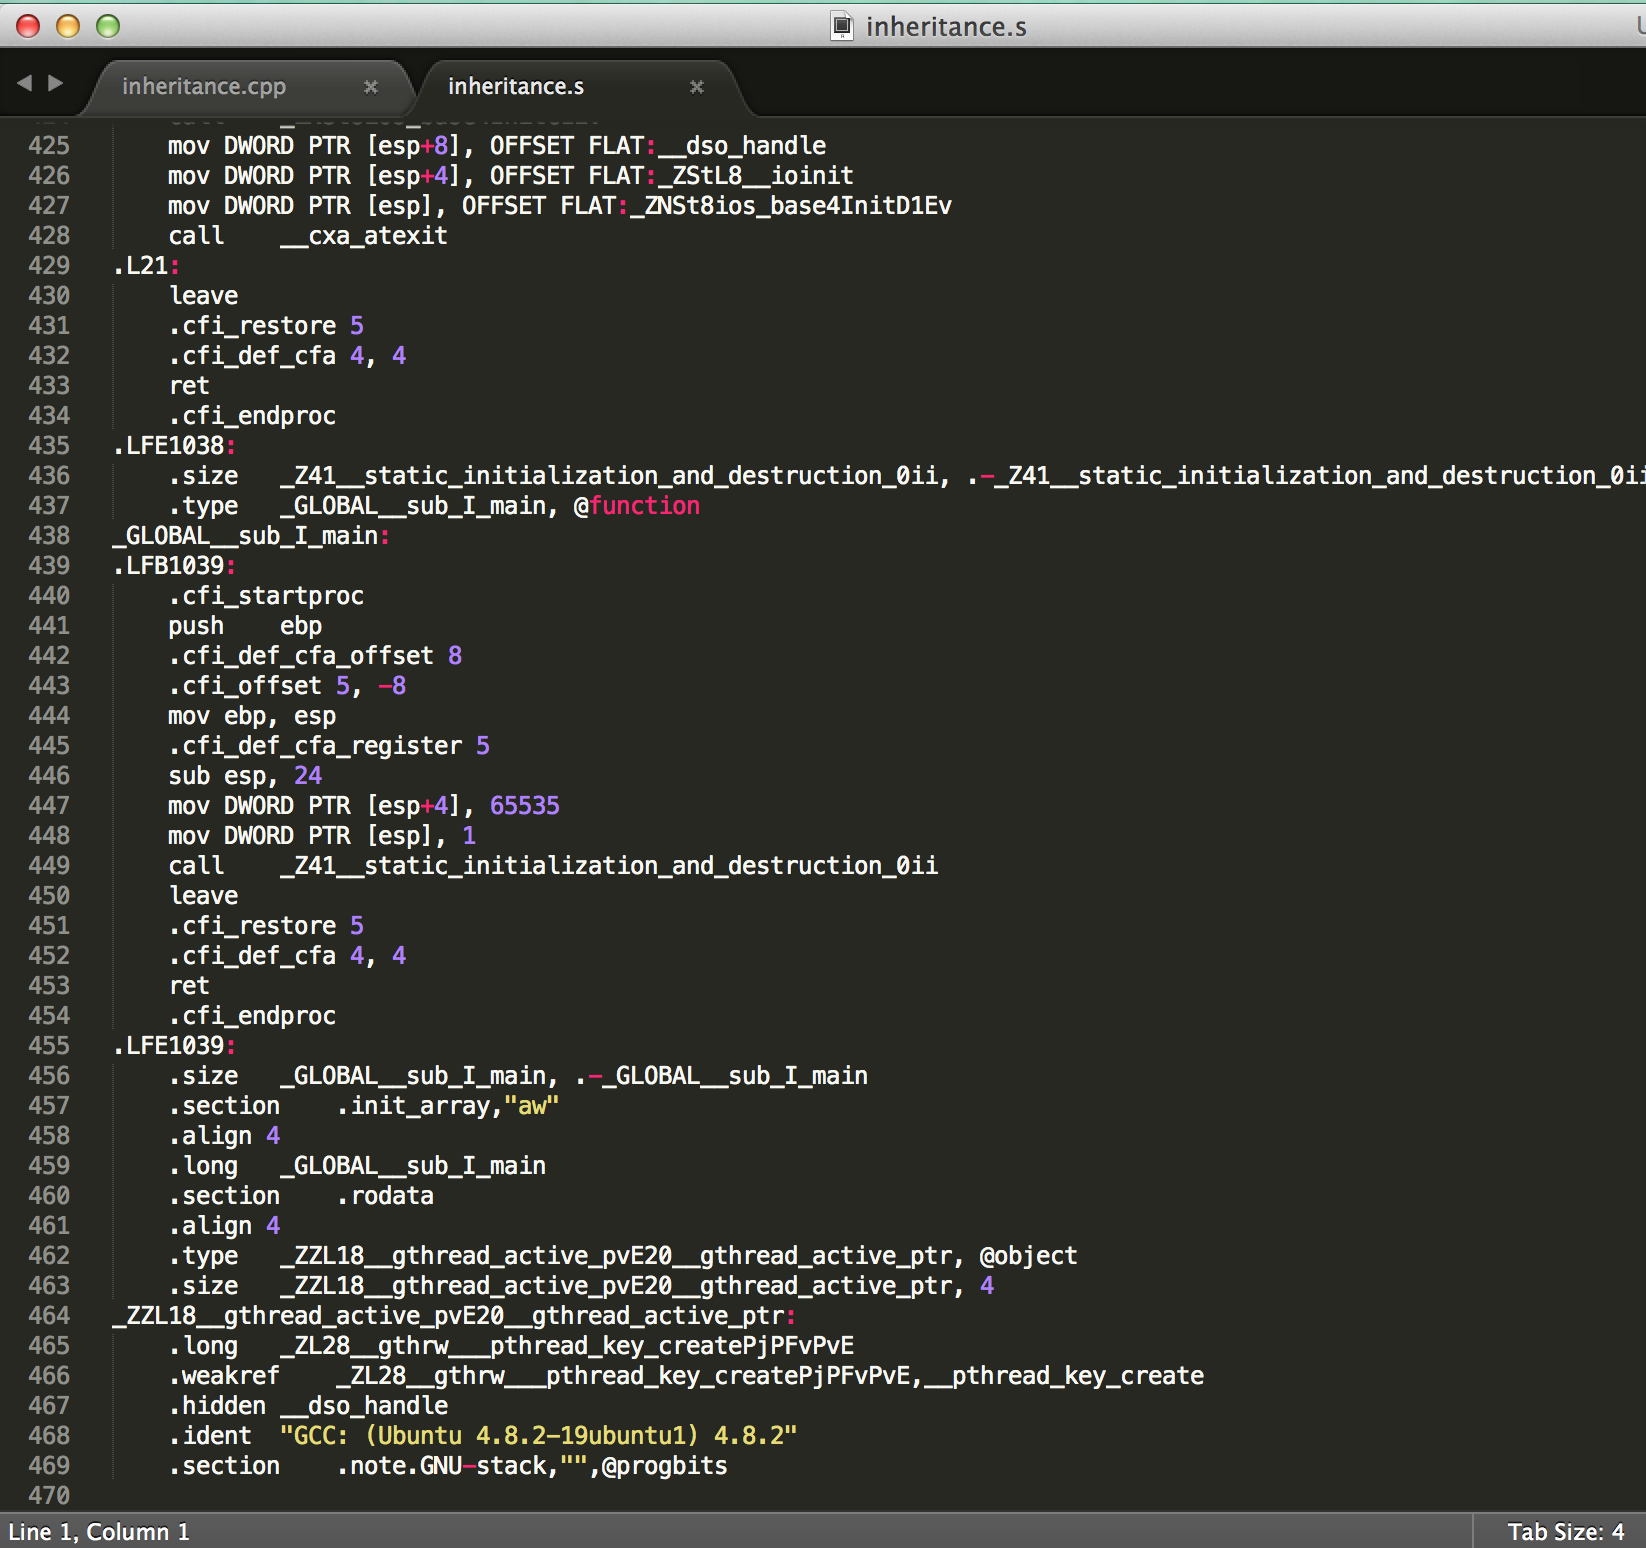 inheritance.s
inheritance.cpp
inheritance.s
425 mov DWORD PTR [esp+8], OFFSET FLAT:__dso_handle
426 mov DWORD PTR [esp+4], OFFSET FLAT:_ZStL8__ioinit
427 mov DWORD PTR [esp], OFFSET FLAT:_ZNSt8ios_base4InitD1Ev
428 call __cxa_atexit
429 .L21:
430 leave
431 .cfi_restore 5
432 .cfi_def_cfa 4, 4
433 ret
434 .cfi_endproc
435 .LFE1038:
436 .size _Z41__static_initialization_and_destruction_0ii, .-_Z41__static_initialization_and_destruction_0ii
437 .type _GLOBAL__sub_I_main, @function
438 _GLOBAL__sub_I_main:
439 .LFB1039:
440 .cfi_startproc
441 push ebp
442 .cfi_def_cfa_offset 8
443 .cfi_offset 5, -8
444 mov ebp, esp
445 .cfi_def_cfa_register 5
446 sub esp, 24
447 mov DWORD PTR [esp+4], 65535
448 mov DWORD PTR [esp], 1
449 call _Z41__static_initialization_and_destruction_0ii
450 leave
451 .cfi_restore 5
452 .cfi_def_cfa 4, 4
453 ret
454 .cfi_endproc
455 .LFE1039:
456 .size _GLOBAL__sub_I_main, .-_GLOBAL__sub_I_main
457 .section .init_array,"aw"
458 .align 4
459 .long _GLOBAL__sub_I_main
460 .section .rodata
461 .align 4
462 .type _ZZL18__gthread_active_pvE20__gthread_active_ptr, @object
463 .size _ZZL18__gthread_active_pvE20__gthread_active_ptr, 4
464 _ZZL18__gthread_active_pvE20__gthread_active_ptr:
465 .long _ZL28__gthrw___pthread_key_createPjPFvPvE
466 .weakref _ZL28__gthrw___pthread_key_createPjPFvPvE,__pthread_key_create
467 .hidden __dso_handle
468 .ident "GCC: (Ubuntu 4.8.2-19ubuntu1) 4.8.2"
469 .section .note.GNU-stack,"",@progbits
470
Line 1, Column 1
Tab Size: 4